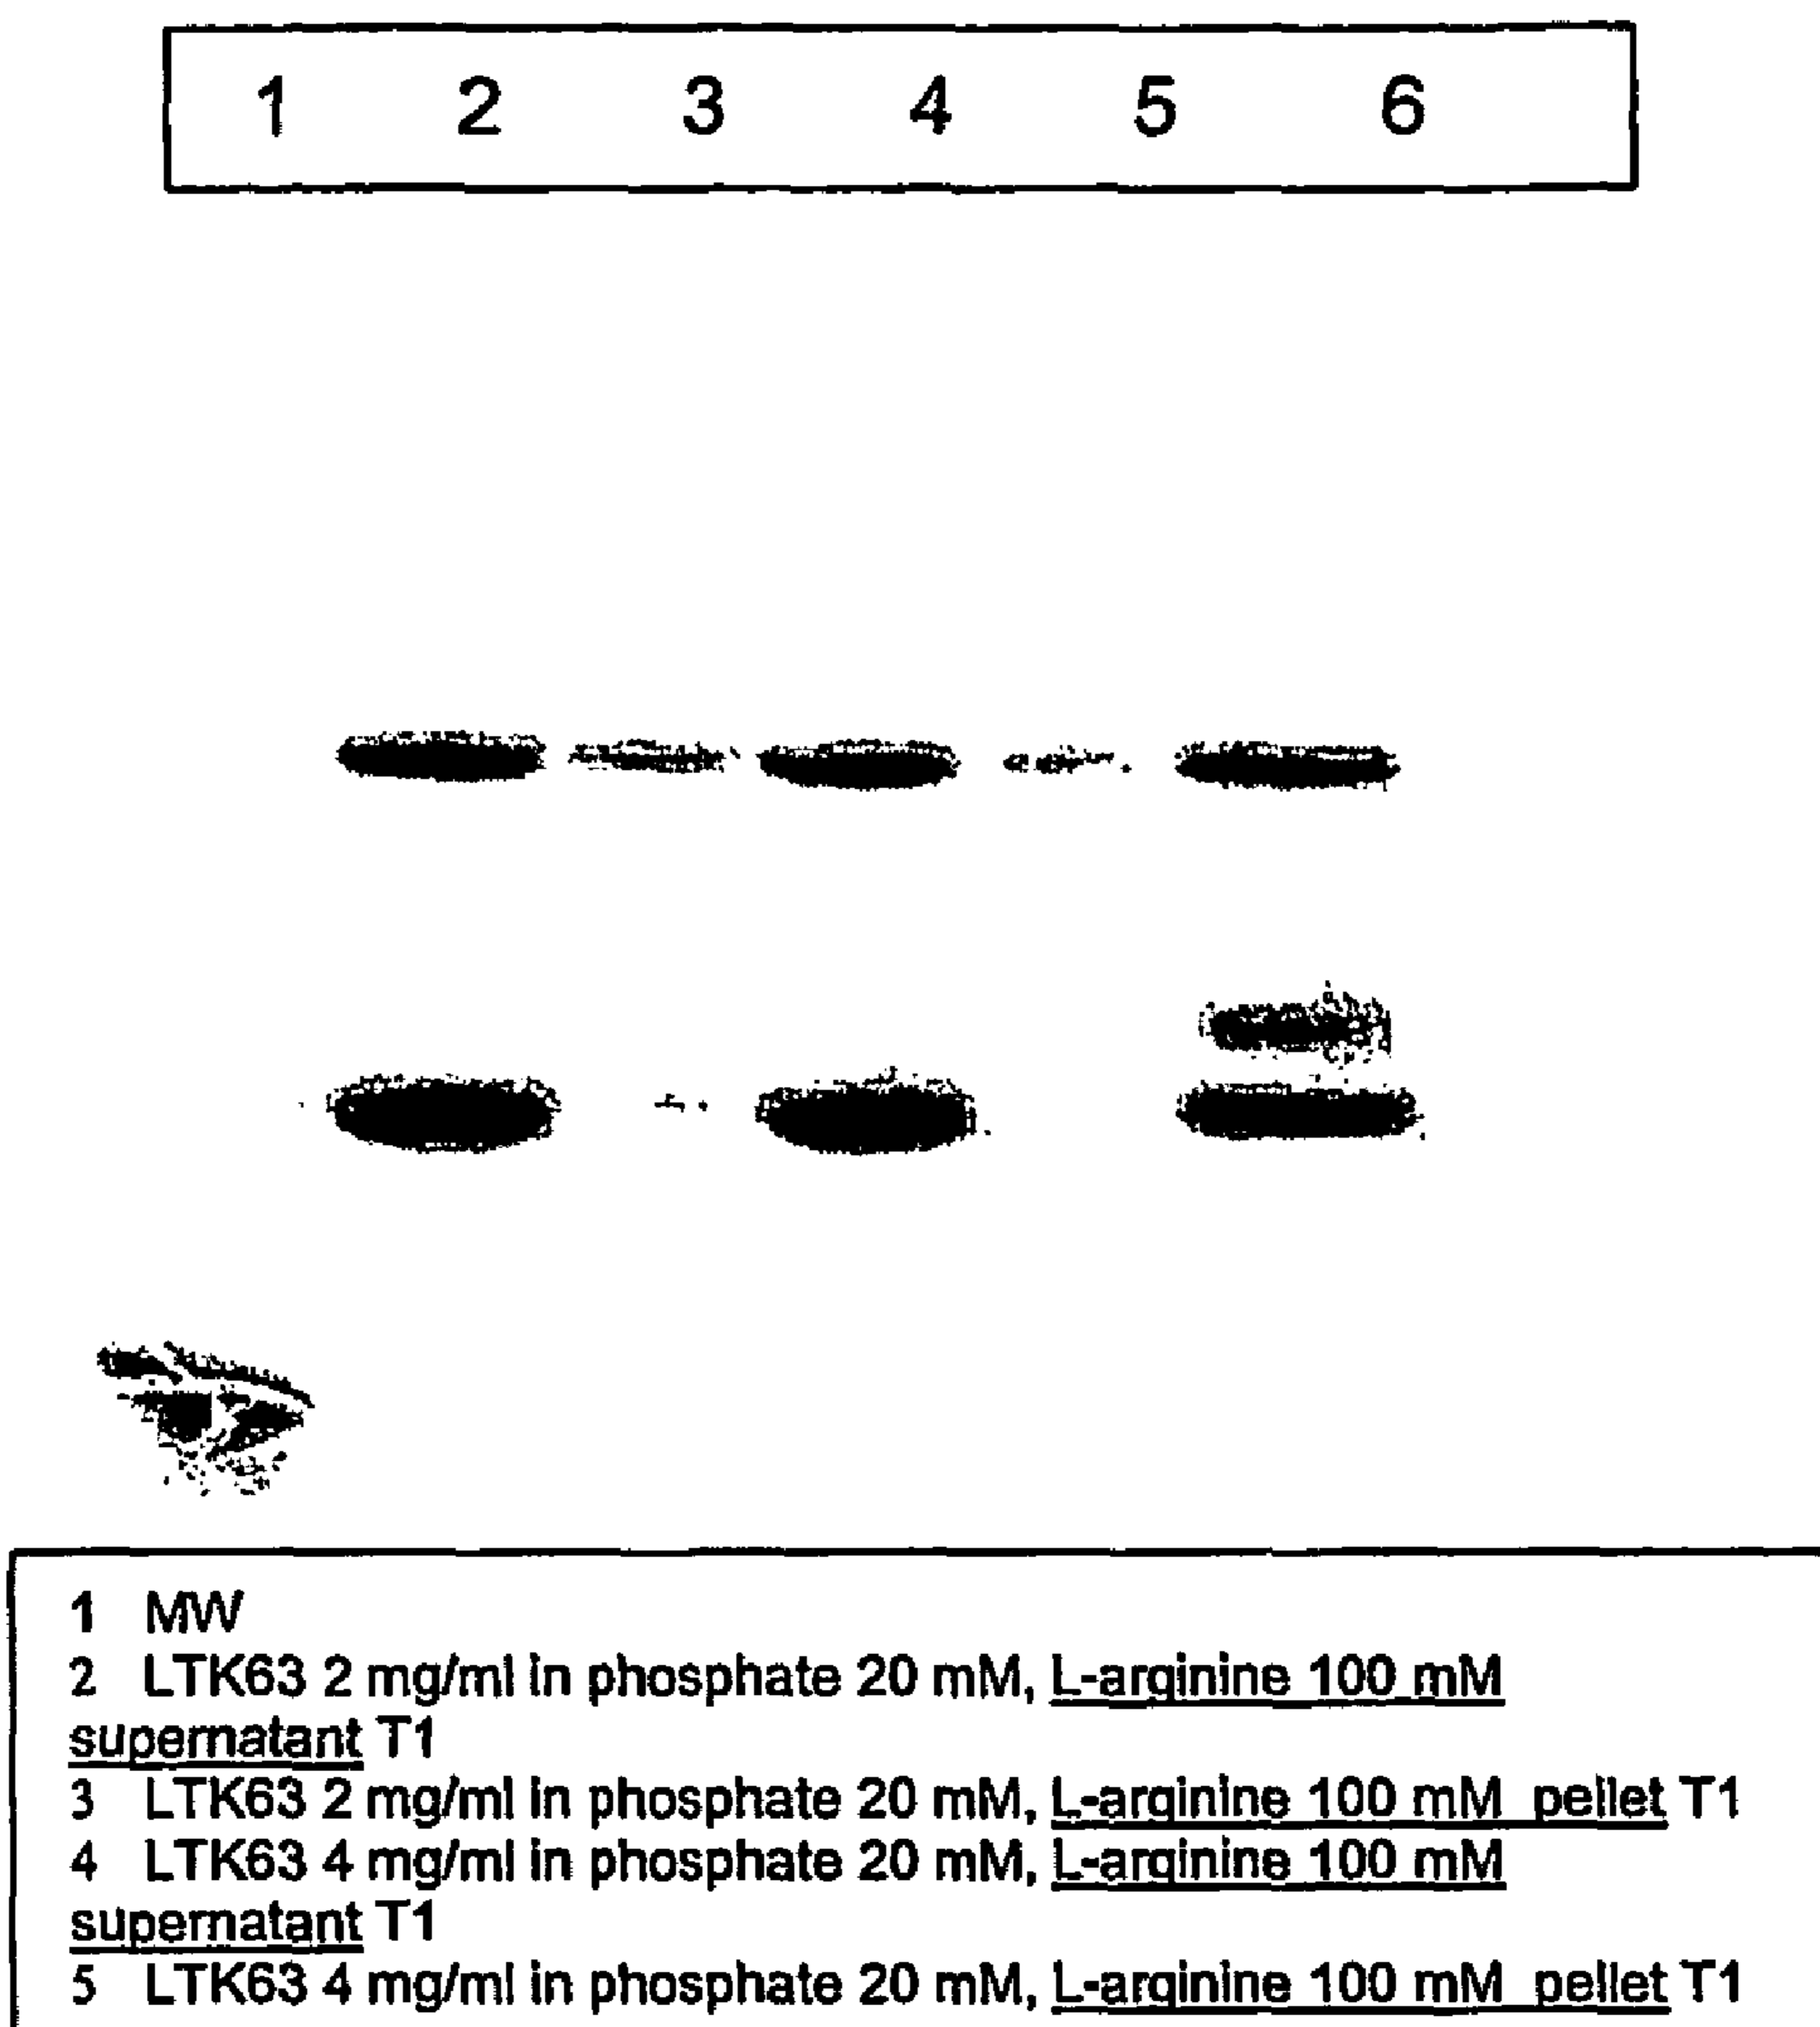 1 2 3 4 5 6
1 MW
2 LTK63 2 mg/ml in phosphate 20 mM, L-arginine 100 mM
supernatant T1
3 LTK63 2 mg/ml in phosphate 20 mM, L-arginine 100 mM pellet T1
4 LTK63 4 mg/ml in phosphate 20 mM, L-arginine 100 mM
supernatant T1
5 LTK63 4 mg/ml in phosphate 20 mM, L-arginine 100 mM pellet T1